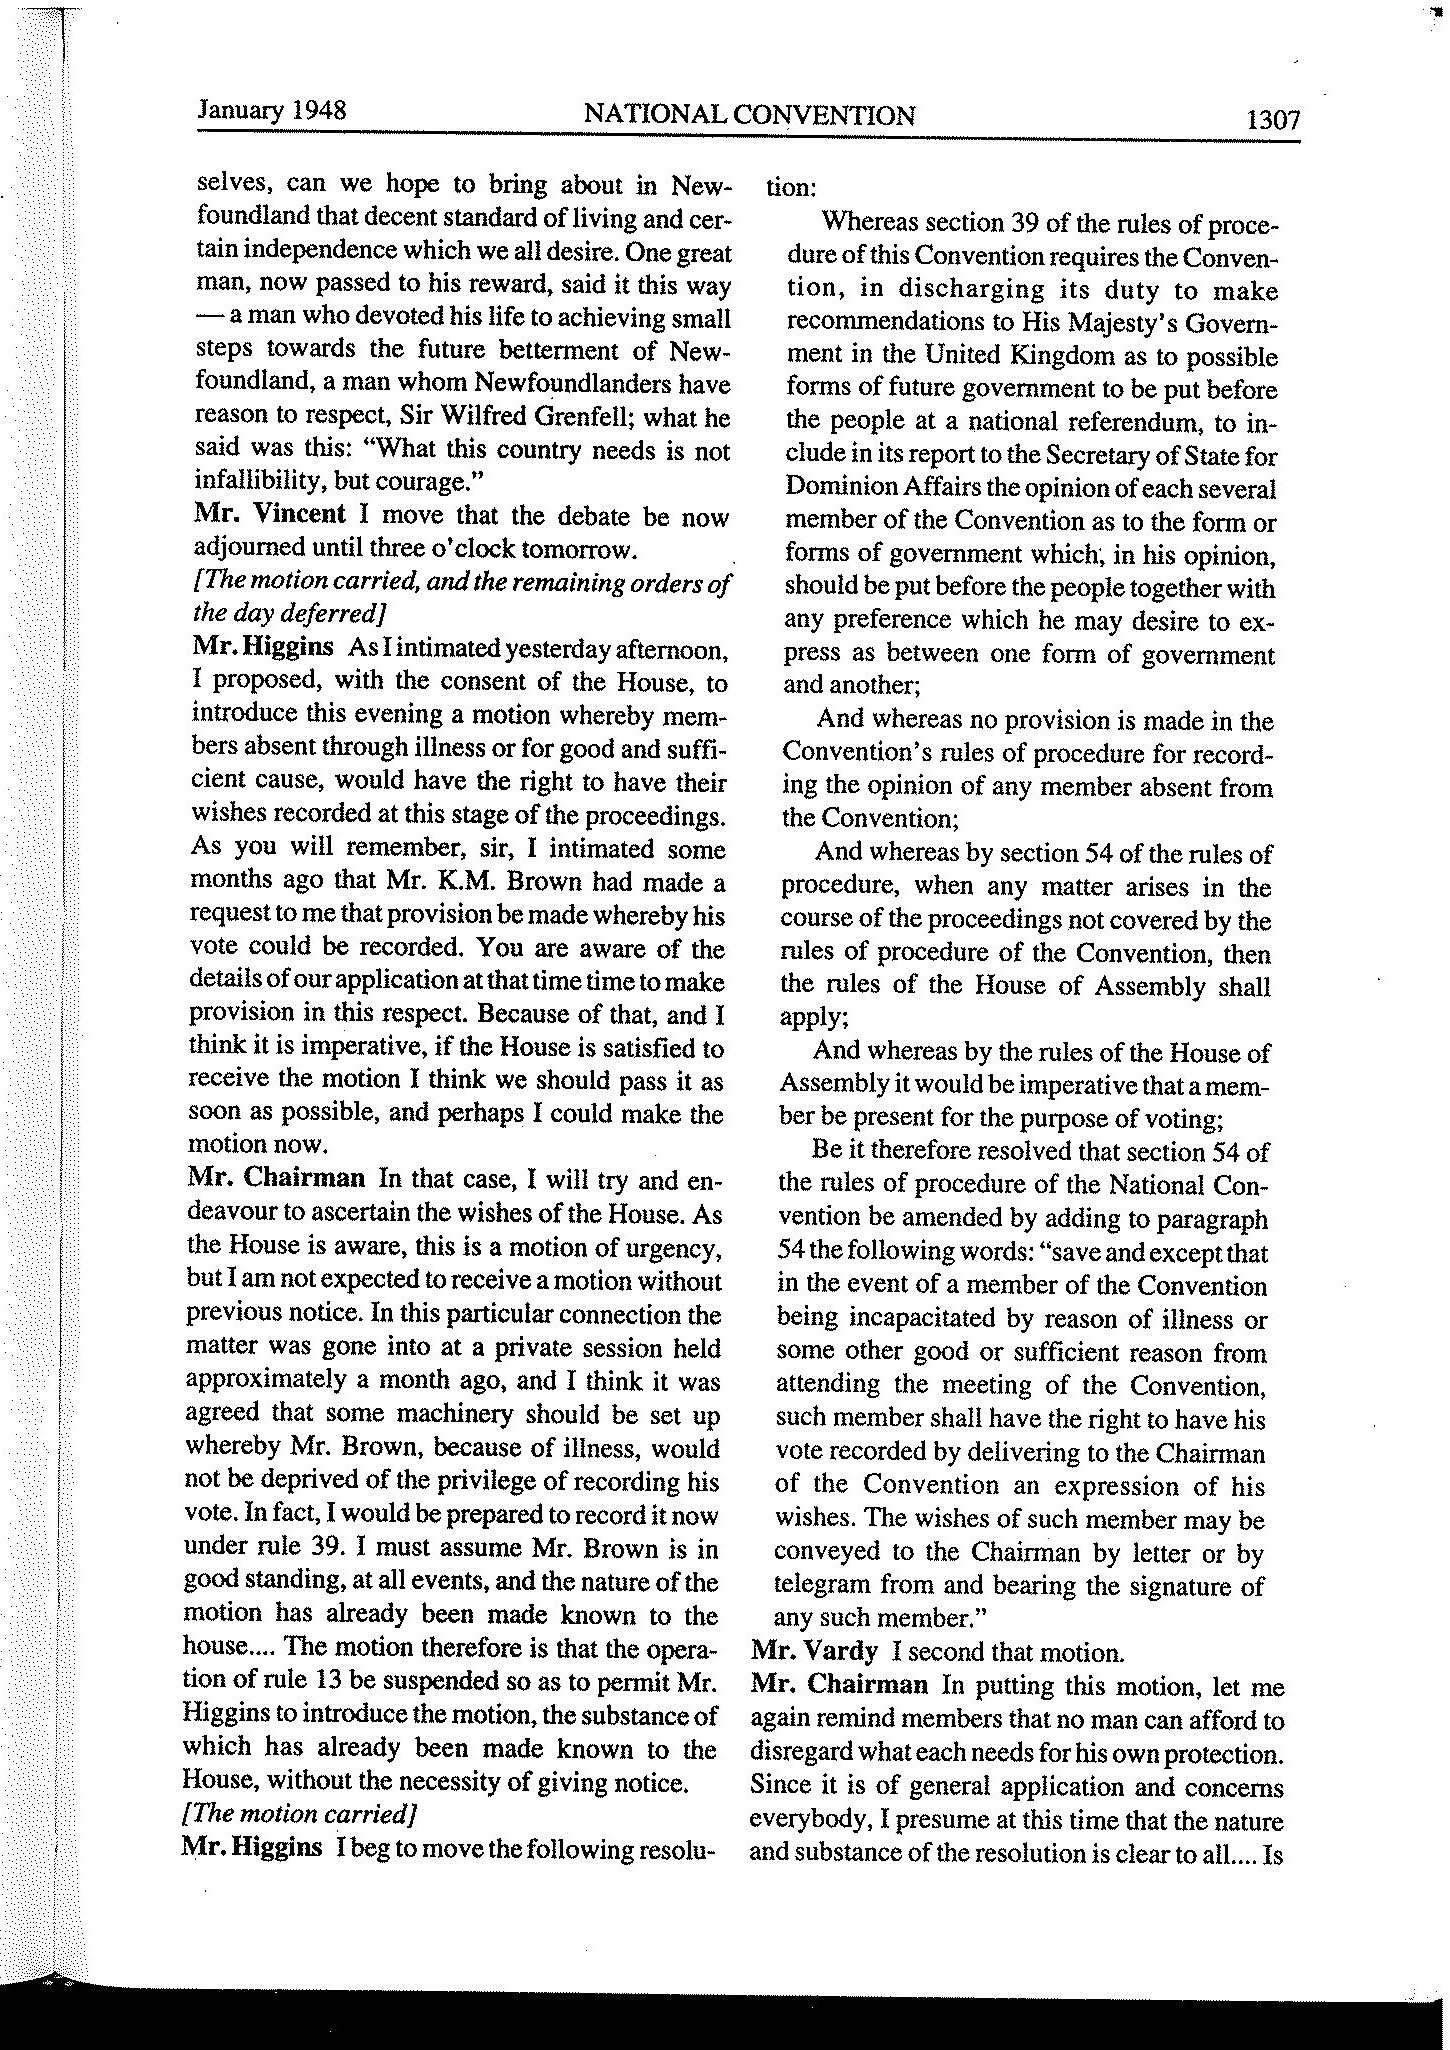 January 1948
NATIONAL CONVENTION
1307
selves, can we hope to bring about in New-
foundland that decent standard of living and cer-
tain independence which we all desire. One great
man, now passed to his reward, said it this way
— a man who devoted his life to achieving small
steps towards the future betterment of New-
foundland, a man whom Newfoundlanders have
reason to respect, Sir Wilfred Grenfell; what he
said was this: “What this country needs is not
infallibility, but courage.”
Mr. Vincent I move that the debate be now
adjourned until three o'clock tomorrow.
[The motion carried, and the remaining orders of
the day deferred]
Mr. Higgins As I intimated yesterday afternoon,
I proposed, with the consent of the House, to
introduce this evening a motion whereby mem-
bers absent through illness or for good and suffi-
cient cause, would have the right to have their
wishes recorded at this stage of the proceedings.
As you will remember, sir, I intimated some
months ago that Mr. K.M. Brown had made a
request to me that provision be made whereby his
vote could be recorded. You are aware of the
details of our application at that time time to make
provision in this respect. Because of that, and I
think it is imperative, if the House is satisfied to
receive the motion I think we should pass it as
soon as possible, and perhaps I could make the
motion now.
Mr. Chairman In that case, I will try and en-
deavour to ascertain the wishes of the House. As
the House is aware, this is a motion of urgency,
but I am not expected to receive a motion without
previous notice. In this particular connection the
matter was gone into at a private session held
approximately a month ago, and I think it was
agreed that some machinery should be set up
whereby Mr. Brown, because of illness, would
not be deprived of the privilege of recording his
vote. In fact, I would be prepared to record it now
under rule 39. I must assume Mr. Brown is in
good standing, at all events, and the nature of the
motion has already been made known to the
house.... The motion therefore is that the opera-
tion of rule 13 be suspended so as to permit Mr.
Higgins to introduce the motion, the substance of
which has already been made known to the
House, without the necessity of giving notice.
[The motion carried]
Mr. Higgins I beg to move the following resolu-
tion:
Whereas section 39 of the rules of proce-
dure of this Convention requires the Conven-
tion, in discharging its duty to make
recommendations to His Majesty's Govern-
ment in the United Kingdom as to possible
forms of future government to be put before
the people at a national referendum, to in-
clude in its report to the Secretary of State for
Dominion Affairs the opinion of each several
member of the Convention as to the form or
forms of government which, in his opinion,
should be put before the people together with
any preference which he may desire to ex-
press as between one form of government
and another;
And whereas no provision is made in the
Convention's rules of procedure for record-
ing the opinion of any member absent from
the Convention;
And whereas by section 54 of the rules of
procedure, when any matter arises in the
course of the proceedings not covered by the
rules of procedure of the Convention, then
the rules of the House of Assembly shall
apply;
And whereas by the rules of the House of
Assembly it would be imperative that a mem-
ber be present for the purpose of voting;
Be it therefore resolved that section 54 of
the rules of procedure of the National Con-
vention be amended by adding to paragraph
54 the following words: “save and except that
in the event of a member of the Convention
being incapacitated by reason of illness or
some other good or sufficient reason from
attending the meeting of the Convention,
such member shall have the right to have his
vote recorded by delivering to the Chairman
of the Convention an expression of his
wishes. The wishes of such member may be
conveyed to the Chairman by letter or by
telegram from and bearing the signature of
any such member.”
Mr. Vardy I second that motion.
Mr. Chairman In putting this motion, let me
again remind members that no man can afford to
disregard what each needs for his own protection.
Since it is of general application and concerns
everybody, I presume at this time that the nature
and substance of the resolution is clear to all.... Is